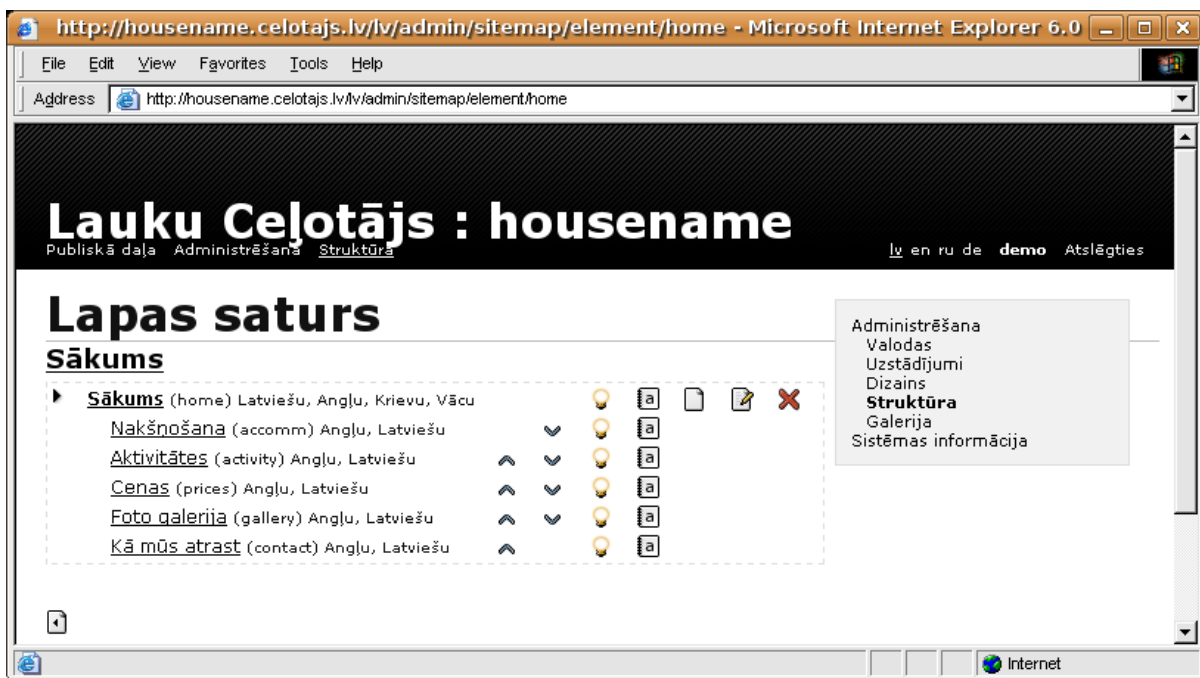 http://housename.celotajs.lv/lv/admin/sitemap/element/home - Microsoft Internet Explorer 6.0
File Edit View Favorites Tools Help
Address http://housename.celotajs.lv/lv/admin/sitemap/element/home
Lauku Ceļotājs : housename
Publiskā daļa Administrēšana Struktūra lv en ru de demo Atslēgties
Lapas saturs
Sākums
Sākums (home) Latviešu, Angļu, Krievu, Vācu a
Nakšņošana (accomm) Angļu, Latviešu a
Aktivitātes (activity) Angļu, Latviešu a
Cenas (prices) Angļu, Latviešu a
Foto galerija (gallery) Angļu, Latviešu a
Kā mūs atrast (contact) Angļu, Latviešu a
Administrēšana
Valodas
Uzstādījumi
Dizains
Struktūra
Galerija
Sistēmas informācija
Internet